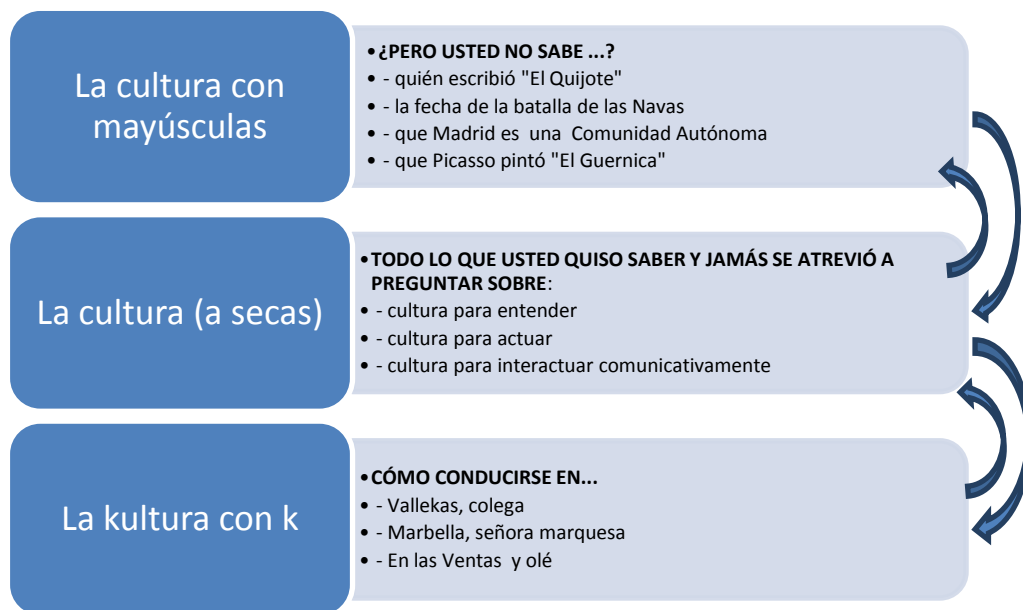 La cultura con
mayúsculas
•¿PERO USTED NO SABE ...?
• - quién escribió "El Quijote"
• - la fecha de la batalla de las Navas
• - que Madrid es una Comunidad Autónoma
• - que Picasso pintó "El Guernica"
La cultura (a secas)
•TODO LO QUE USTED QUISO SABER Y JAMÁS SE ATREVIÓ A
PREGUNTAR SOBRE:
• - cultura para entender
• - cultura para actuar
• - cultura para interactuar comunicativamente
La kultura con k
•CÓMO CONDUCIRSE EN...
• - Vallekas, colega
• - Marbella, señora marquesa
• - En las Ventas y olé